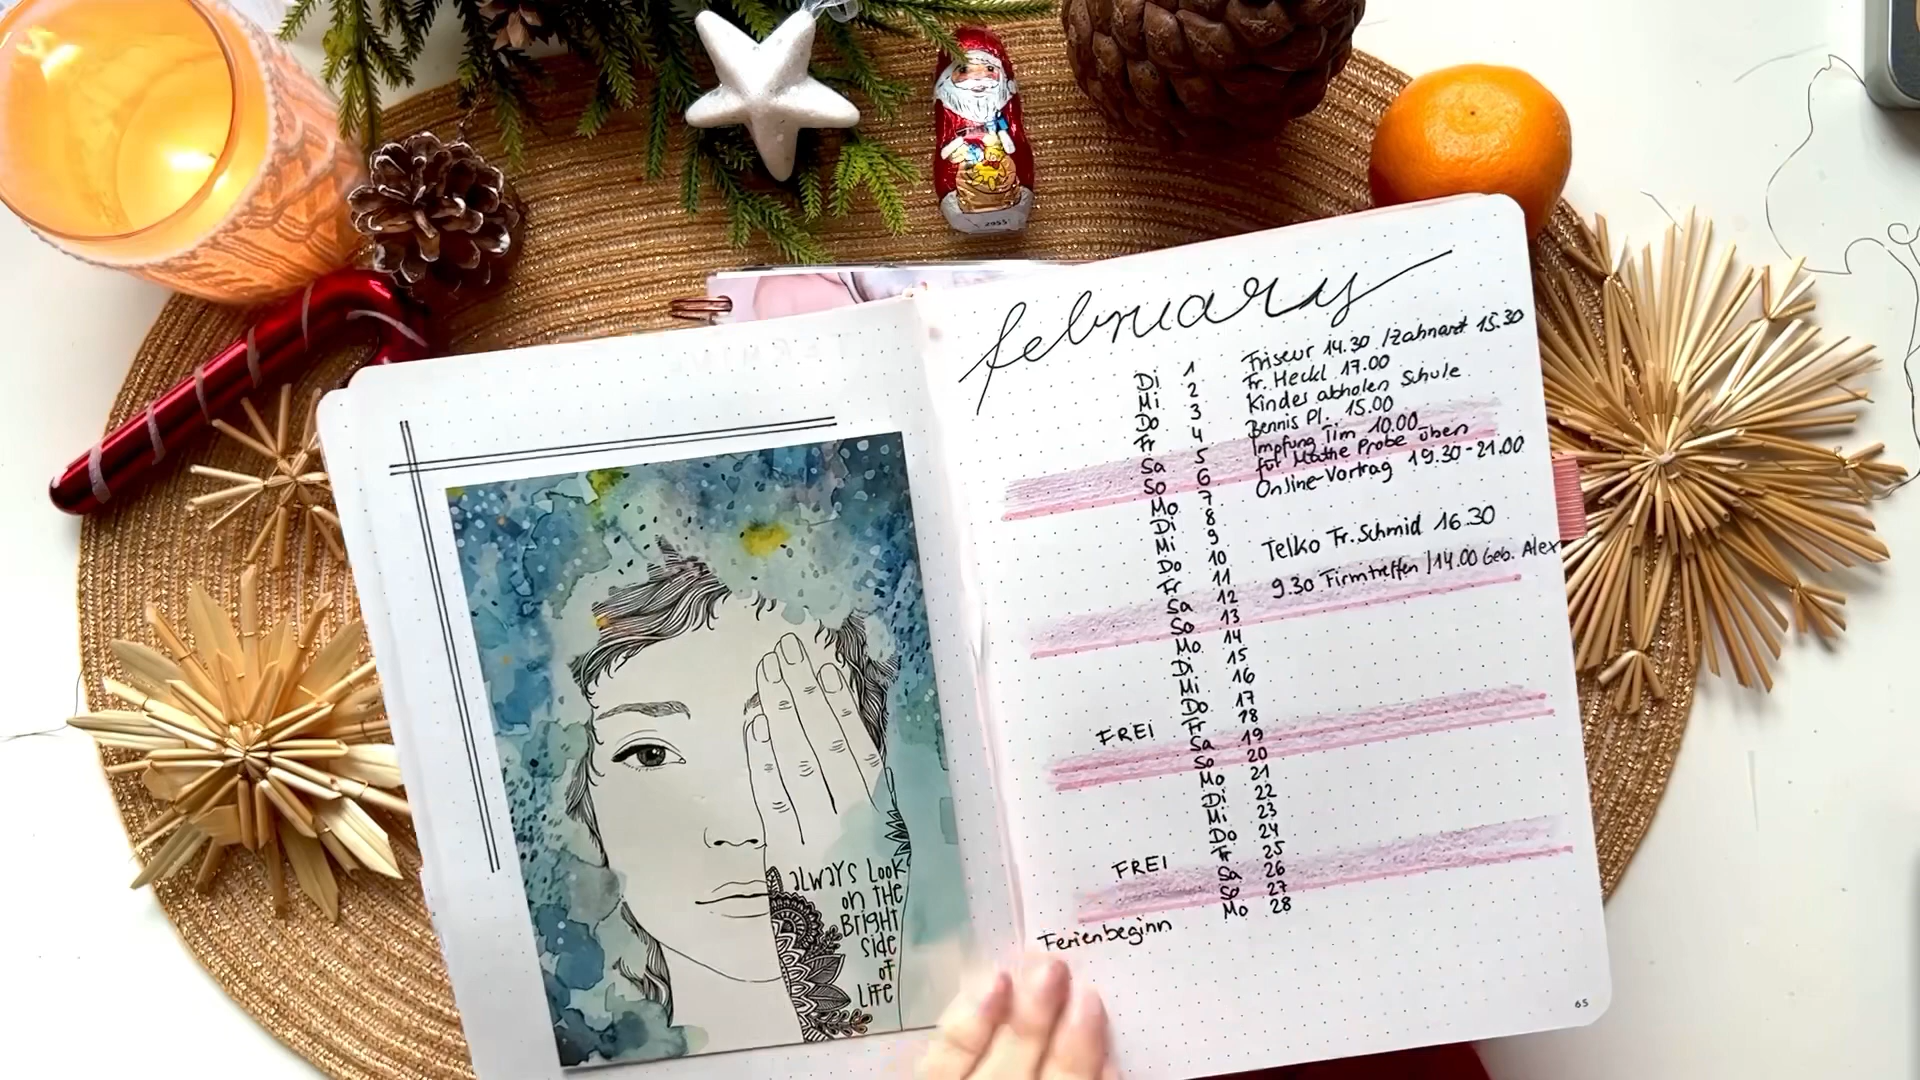 february
Di 1 Friseur 14.30 / Zahnarzt 15.30
Mi 2 Fr. Heckl 17.00
Do 3 Kinder abholen Schule
Fr 4 Bennis Pl. 15.00
Sa 5 Impfung Tim 10.00
So 6 für Mathe Probe üben
Mo 7 Online-Vortrag 19.30-21.00
Di 8
Mi 9
Do 10 Telko Fr. Schmid 16.30
Fr 11
Sa 12 9.30 Firmtreffen / 14.00 Geb. Alex
So 13
Mo 14
Di 15
Mi 16
Do 17
FREI Fr 18
Sa 19
So 20
Mo 21
Di 22
Mi 23
Do 24
FREI Fr 25
Sa 26
So 27
Ferienbeginn Mo 28
65
always look
on the
Bright
side
of
Life